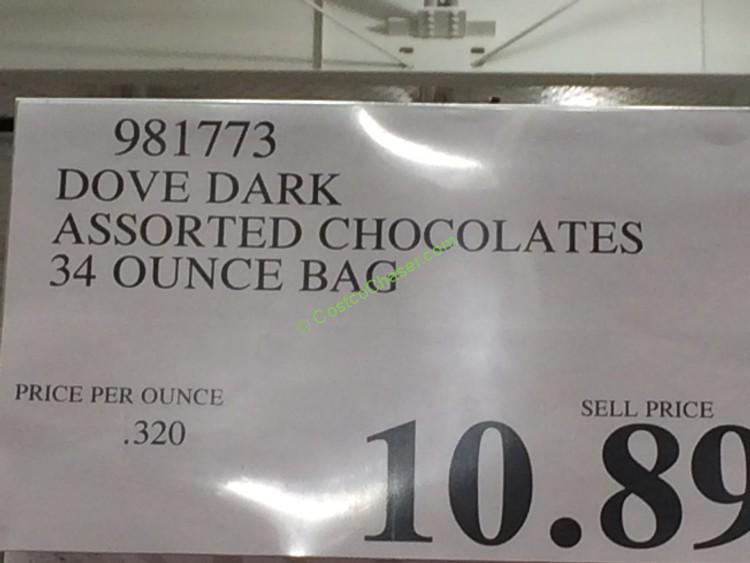 981773
DOVE DARK
ASSORTED CHOCOLATES
34 OUNCE BAG
© CostcoChaser.com
PRICE PER OUNCE
.320
SELL PRICE
10.89